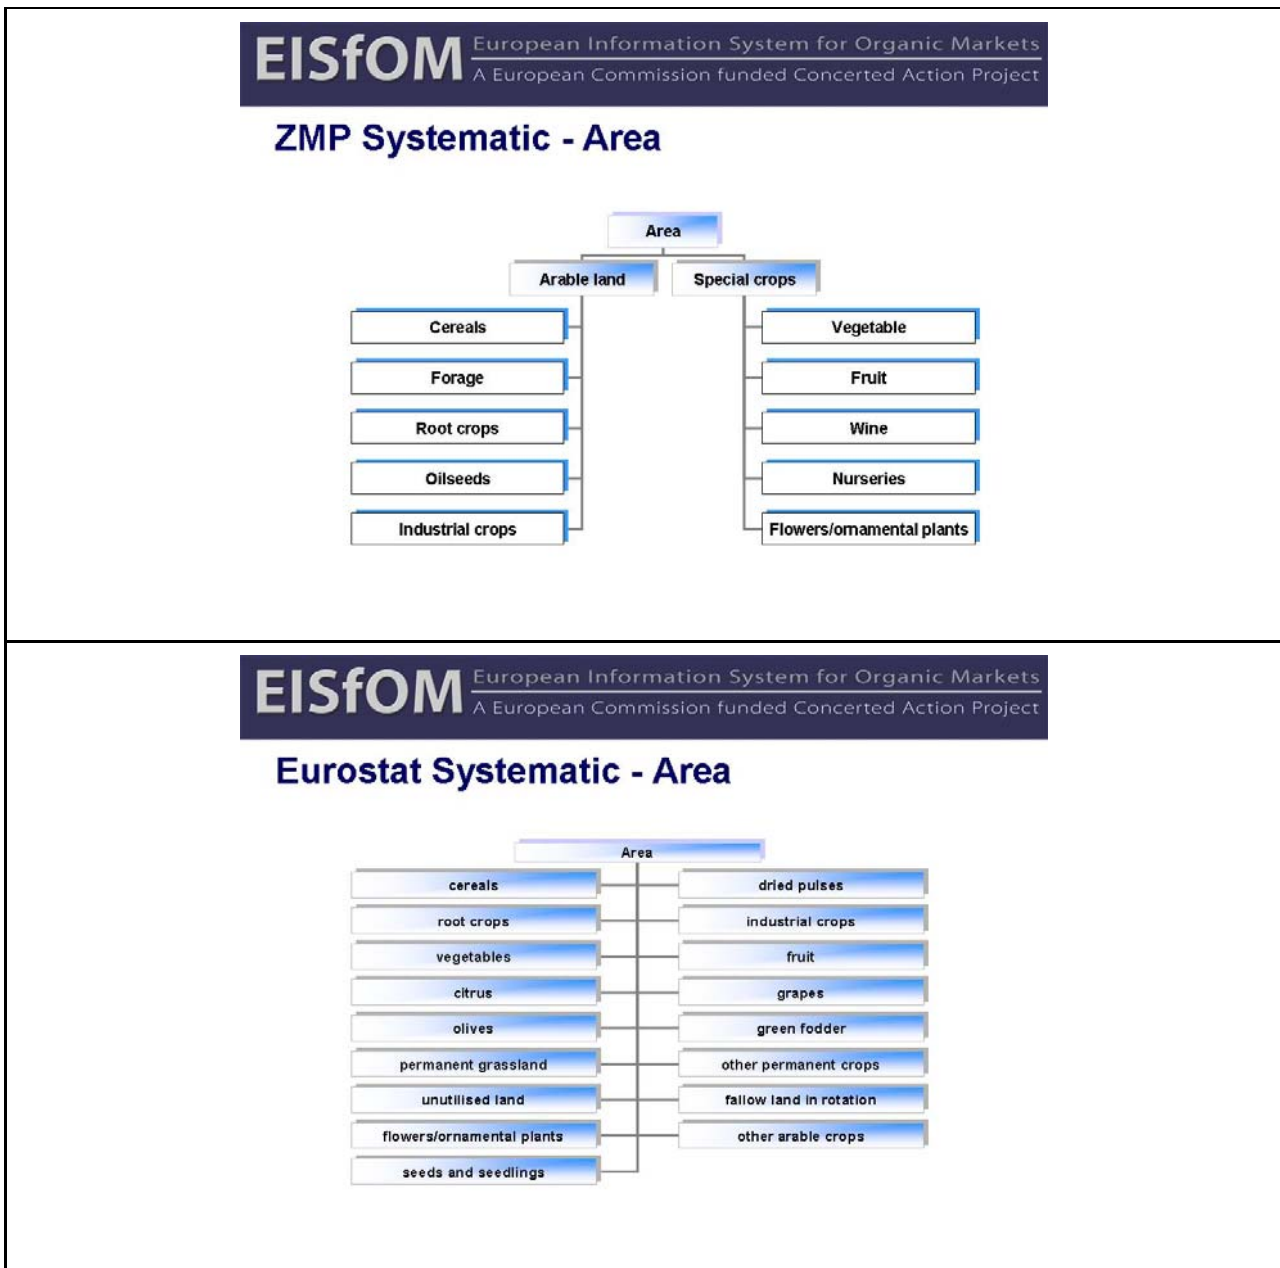 EISfOM European Information System for Organic Markets
A European Commission funded Concerted Action Project
ZMP Systematic - Area
Area
Arable land
Special crops
Cereals
Vegetable
Forage
Fruit
Root crops
Wine
Oilseeds
Nurseries
Industrial crops
Flowers/ornamental plants
EISfOM European Information System for Organic Markets
A European Commission funded Concerted Action Project
Eurostat Systematic - Area
Area
cereals
dried pulses
root crops
industrial crops
vegetables
fruit
citrus
grapes
olives
green fodder
permanent grassland
other permanent crops
unutilised land
fallow land in rotation
flowers/ornamental plants
other arable crops
seeds and seedlings